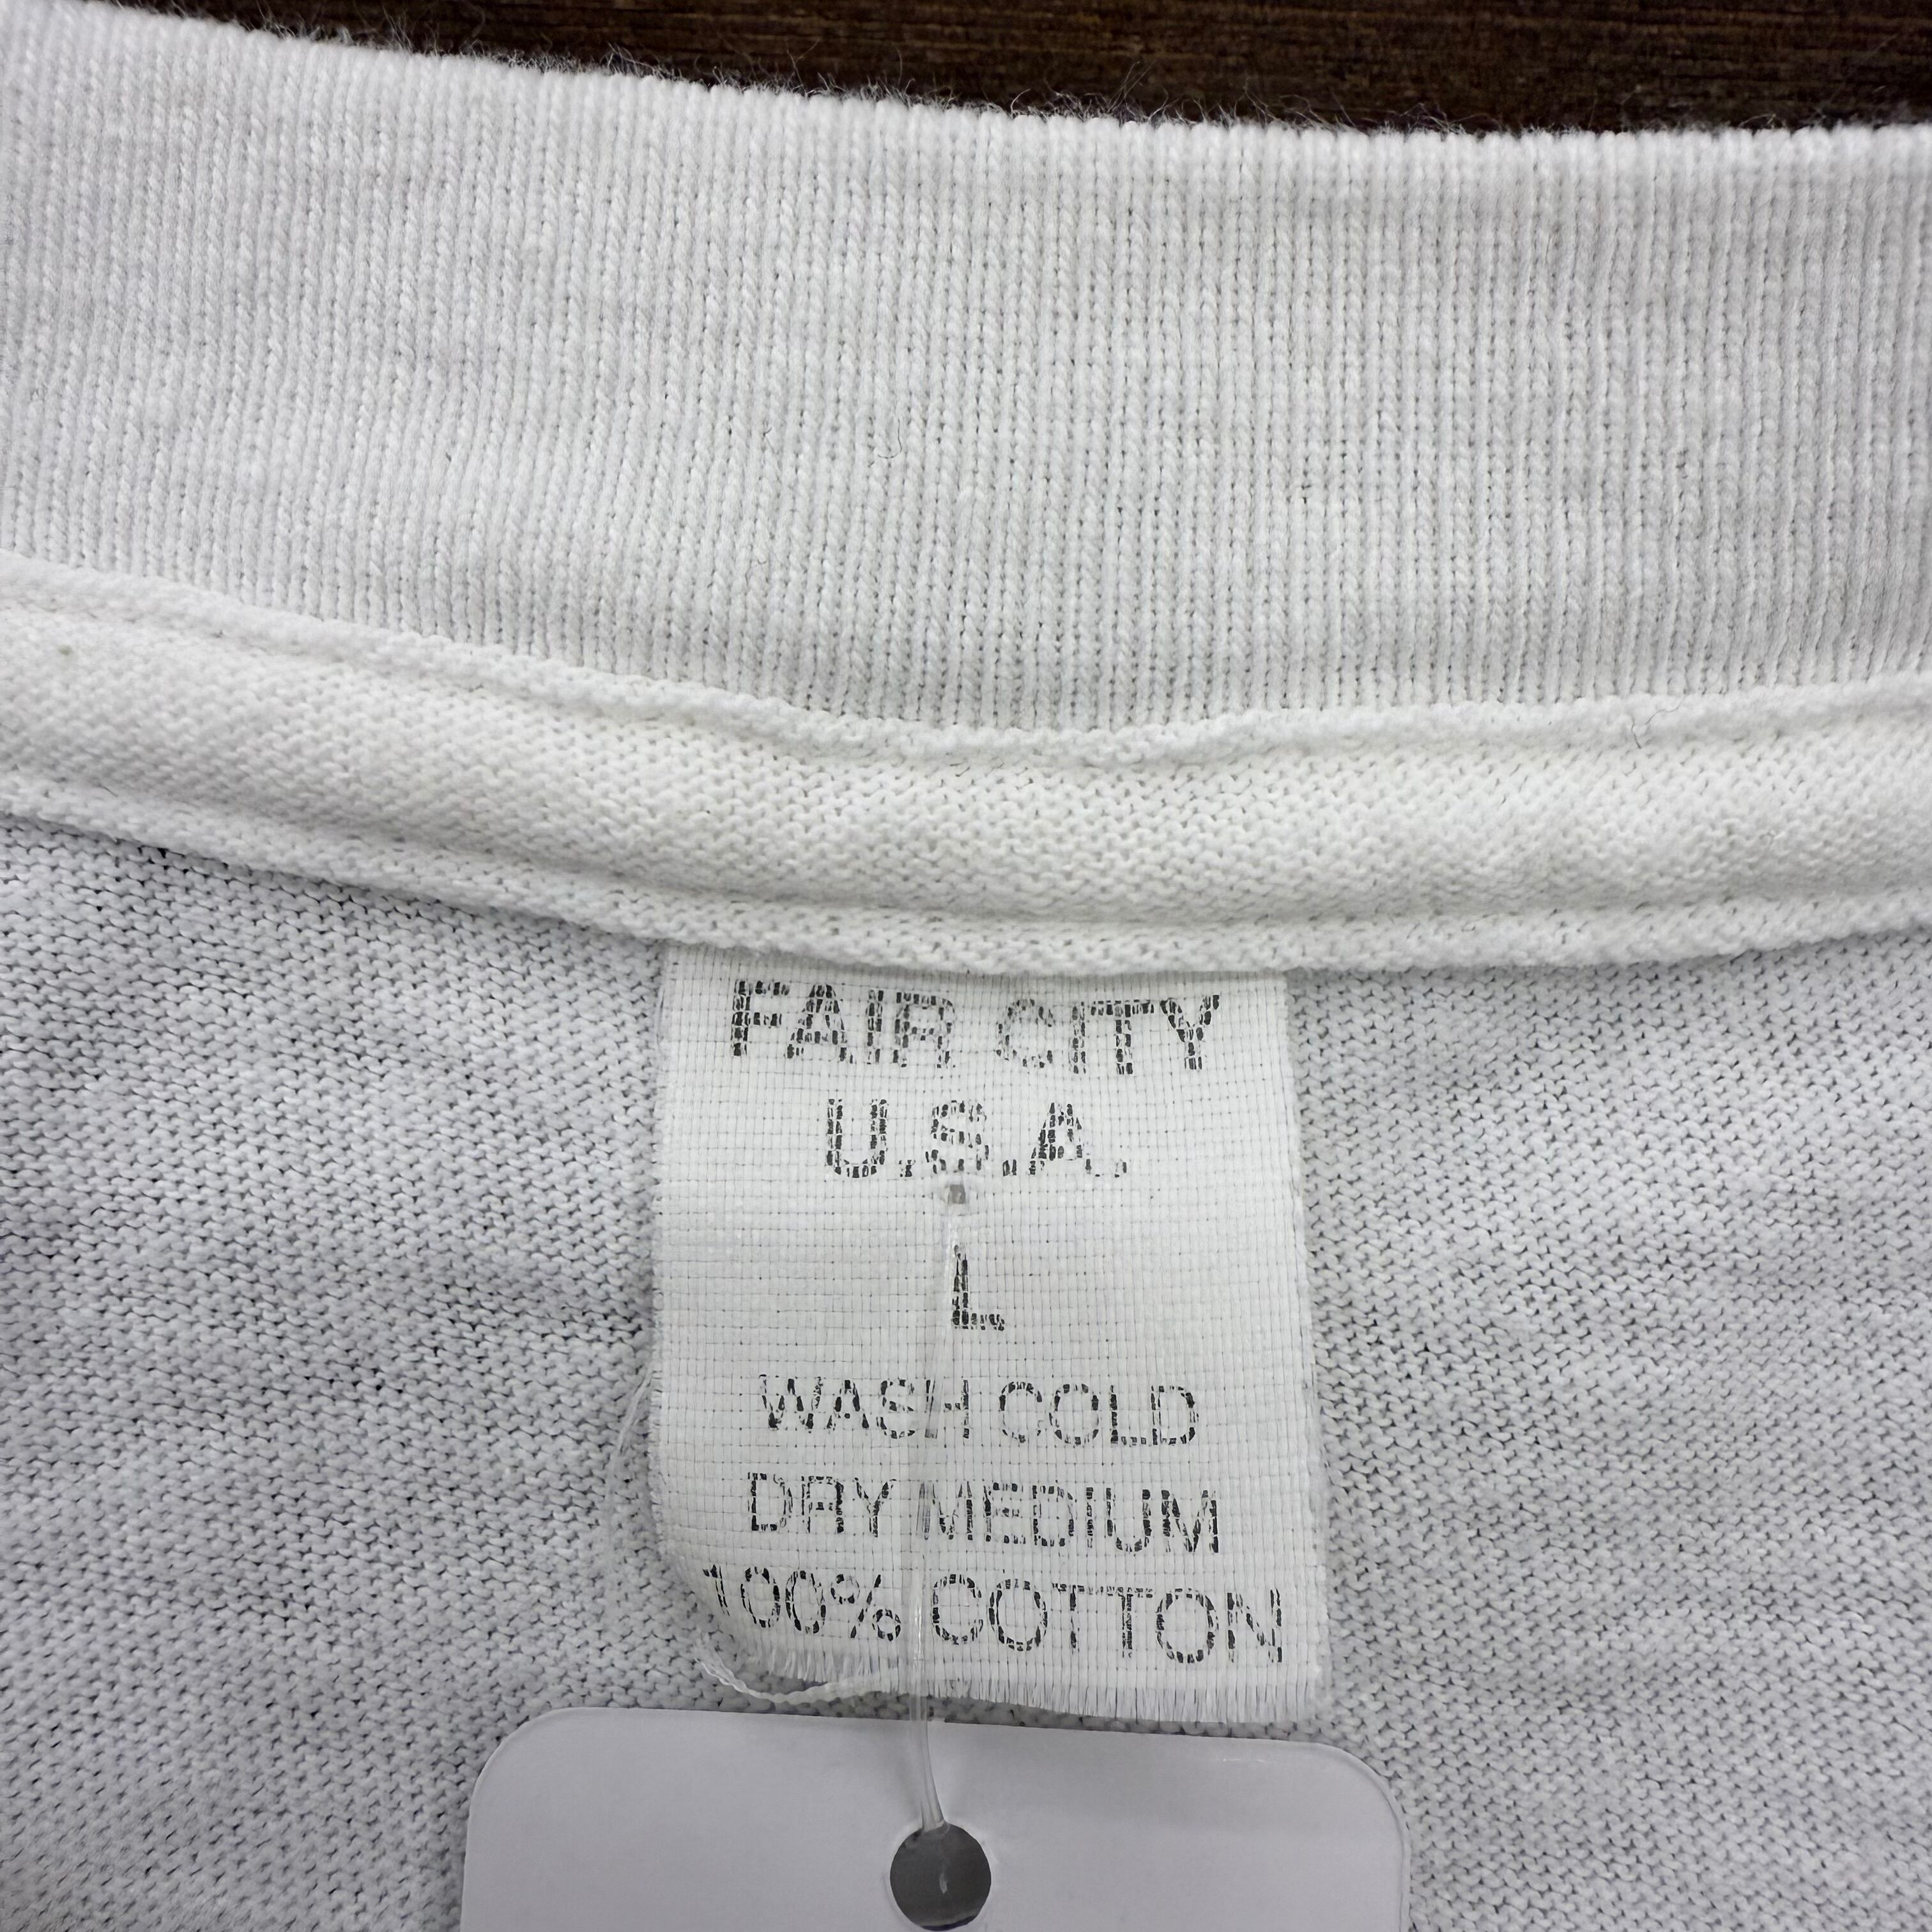 FAIR CITY
U.S.A.
L
WASH COLD
DRY MEDIUM
100% COTTON